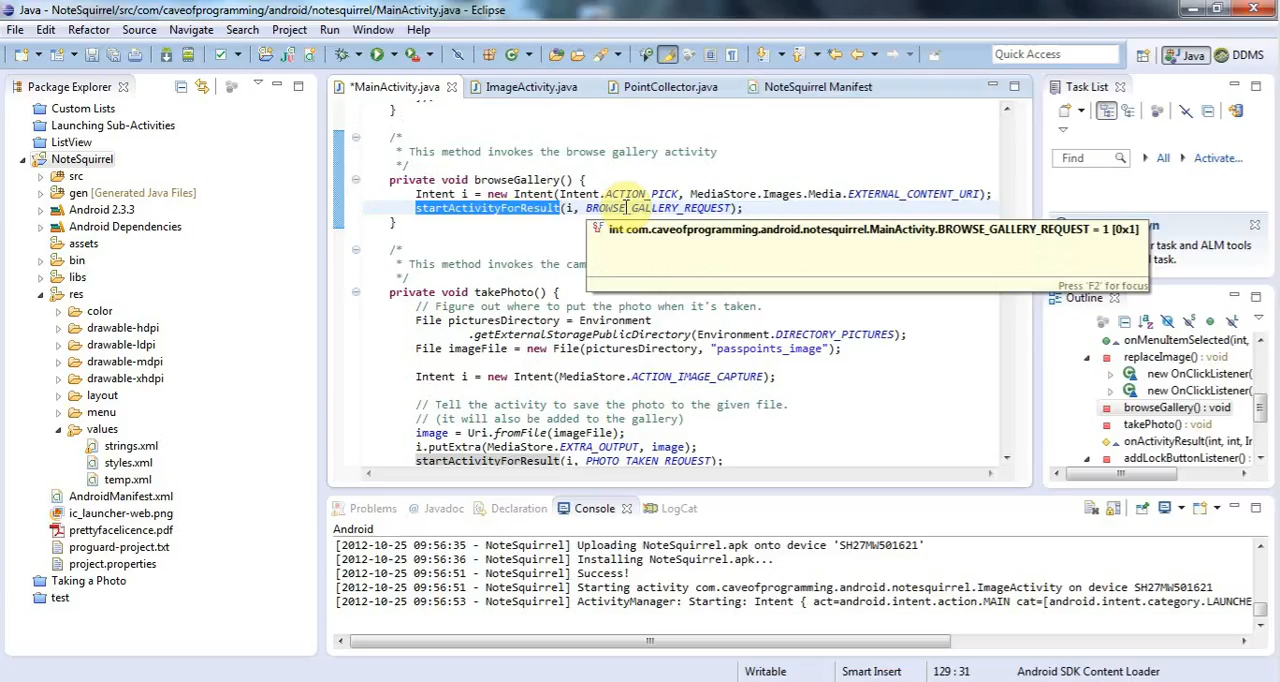 Java - NoteSquirrel/src/com/caveofprogramming/android/notesquirrel/MainActivity.java - Eclipse
File Edit Refactor Source Navigate Search Project Run Window Help
Quick Access Java DDMS
Package Explorer
*MainActivity.java ImageActivity.java PointCollector.java NoteSquirrel Manifest
Task List
Custom Lists
Launching Sub-Activities
ListView
NoteSquirrel
src
gen [Generated Java Files]
Android 2.3.3
Android Dependencies
assets
bin
libs
res
color
drawable-hdpi
drawable-ldpi
drawable-mdpi
drawable-xhdpi
layout
menu
values
strings.xml
styles.xml
temp.xml
AndroidManifest.xml
ic_launcher-web.png
prettyfacelicence.pdf
proguard-project.txt
project.properties
Taking a Photo
test
}
/*
* This method invokes the browse gallery activity
*/
private void browseGallery() {
Intent i = new Intent(Intent.ACTION_PICK, MediaStore.Images.Media.EXTERNAL_CONTENT_URI);
startActivityForResult(i, BROWSE_GALLERY_REQUEST);
}
int com.caveofprogramming.android.notesquirrel.MainActivity.BROWSE_GALLERY_REQUEST = 1 [0x1]
Press 'F2' for focus
/*
* This method invokes the cam
*/
private void takePhoto() {
// Figure out where to put the photo when it's taken.
File picturesDirectory = Environment
.getExternalStoragePublicDirectory(Environment.DIRECTORY_PICTURES);
File imageFile = new File(picturesDirectory, "passpoints_image");
Intent i = new Intent(MediaStore.ACTION_IMAGE_CAPTURE);
// Tell the activity to save the photo to the given file.
// (it will also be added to the gallery)
image = Uri.fromFile(imageFile);
i.putExtra(MediaStore.EXTRA_OUTPUT, image);
startActivityForResult(i, PHOTO_TAKEN_REQUEST);
Find All Activate...
task and ALM tools
task.
Outline
onMenuItemSelected(int,
replaceImage() : void
new OnClickListener(
new OnClickListener(
browseGallery() : void
takePhoto() : void
onActivityResult(int, int, I
addLockButtonListener() :
Problems Javadoc Declaration Console LogCat
Android
[2012-10-25 09:56:35 - NoteSquirrel] Uploading NoteSquirrel.apk onto device 'SH27MW501621'
[2012-10-25 09:56:36 - NoteSquirrel] Installing NoteSquirrel.apk...
[2012-10-25 09:56:51 - NoteSquirrel] Success!
[2012-10-25 09:56:51 - NoteSquirrel] Starting activity com.caveofprogramming.android.notesquirrel.ImageActivity on device SH27MW501621
[2012-10-25 09:56:53 - NoteSquirrel] ActivityManager: Starting: Intent { act=android.intent.action.MAIN cat=[android.intent.category.LAUNCHE
Writable Smart Insert 129 : 31 Android SDK Content Loader